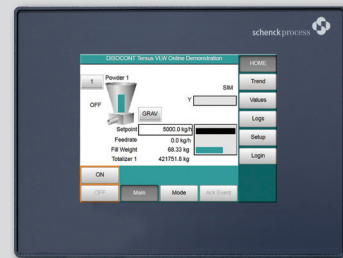 schenck process
DISOCONT Tersus VLW Online Demonstration
HOME
1
Powder 1
SIM
Trend
Y
Values
OFF
GRAV
Logs
Setpoint 5000.0 kg/h
Feedrate 0.0 kg/h
Setup
Fill Weight 68.33 kg
Totalizer 1 421751.8 kg
Login
ON
OFF
Main
Mode
Ack Event